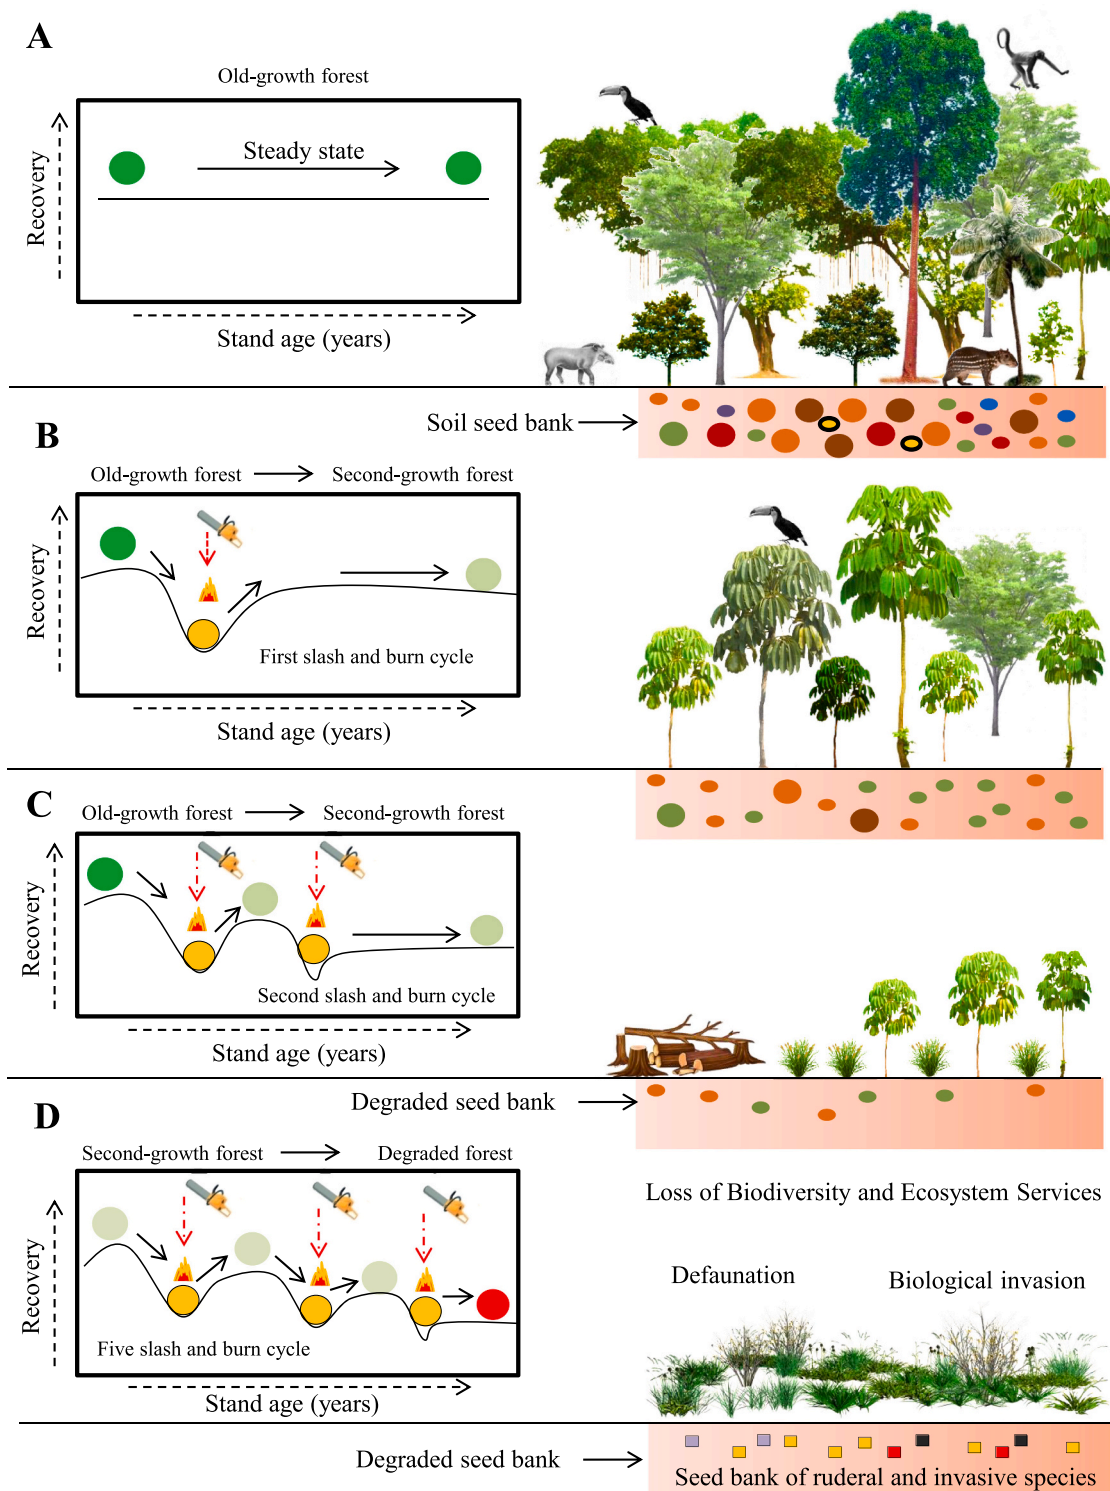 A
Old-growth forest
Recovery
Steady state
Stand age (years)
Soil seed bank
B
Old-growth forest
Second-growth forest
Recovery
First slash and burn cycle
Stand age (years)
C
Old-growth forest
Second-growth forest
Recovery
Second slash and burn cycle
Stand age (years)
Degraded seed bank
D
Second-growth forest
Degraded forest
Recovery
Five slash and burn cycle
Stand age (years)
Loss of Biodiversity and Ecosystem Services
Defaunation
Biological invasion
Degraded seed bank
Seed bank of ruderal and invasive species